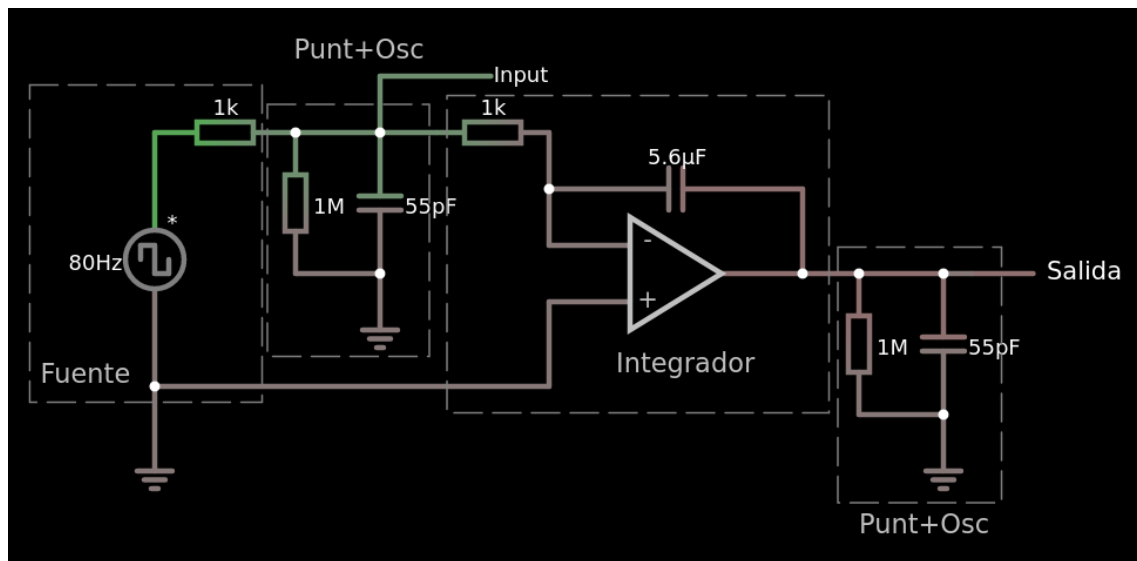 Punt+Osc
Input
1k
1k
5.6µF
*
1M
55pF
-
80Hz
+
Salida
1M
55pF
Integrador
Fuente
Punt+Osc